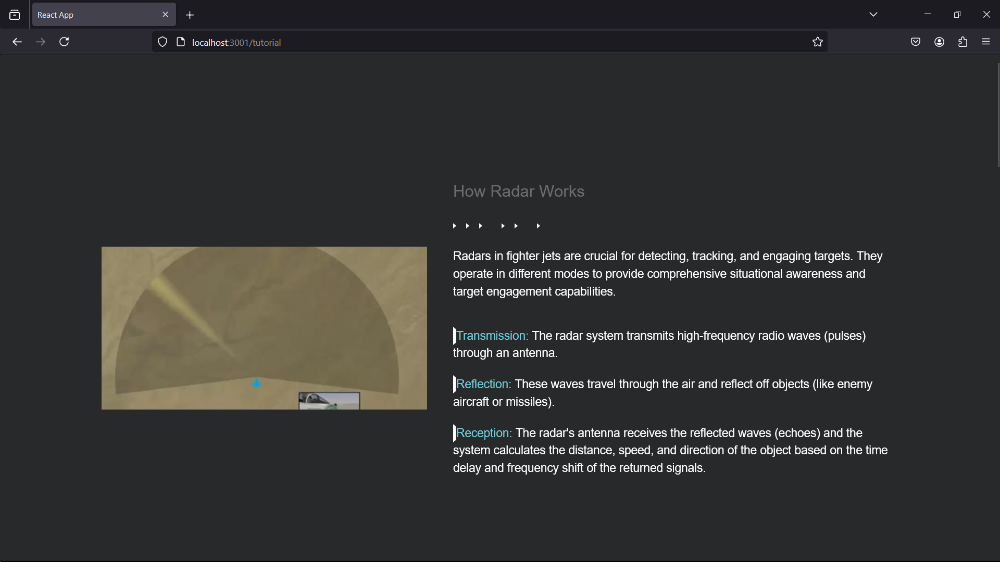 React App
localhost:3001/tutorial
How Radar Works
Radars in fighter jets are crucial for detecting, tracking, and engaging targets. They
operate in different modes to provide comprehensive situational awareness and
target engagement capabilities.
Transmission: The radar system transmits high-frequency radio waves (pulses)
through an antenna.
Reflection: These waves travel through the air and reflect off objects (like enemy
aircraft or missiles).
Reception: The radar's antenna receives the reflected waves (echoes) and the
system calculates the distance, speed, and direction of the object based on the time
delay and frequency shift of the returned signals.